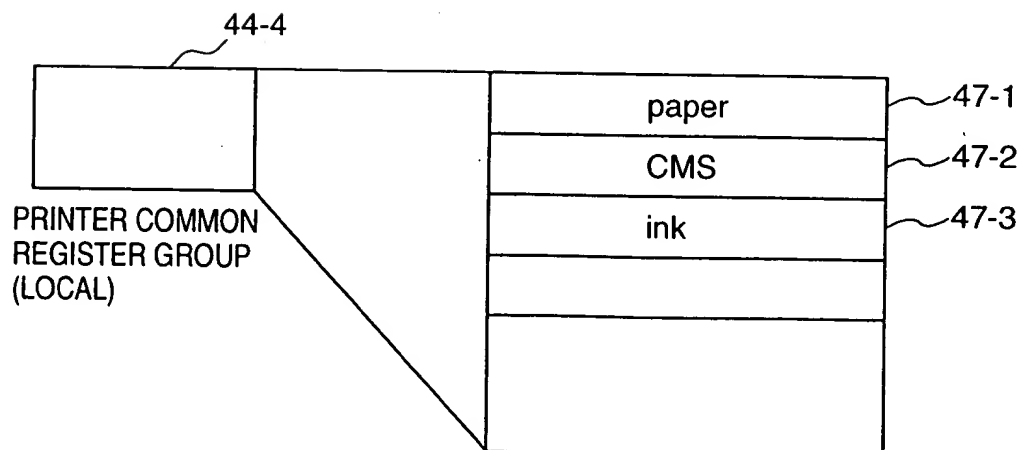 44-4
paper
47-1
CMS
47-2
ink
47-3
PRINTER COMMON
REGISTER GROUP
(LOCAL)